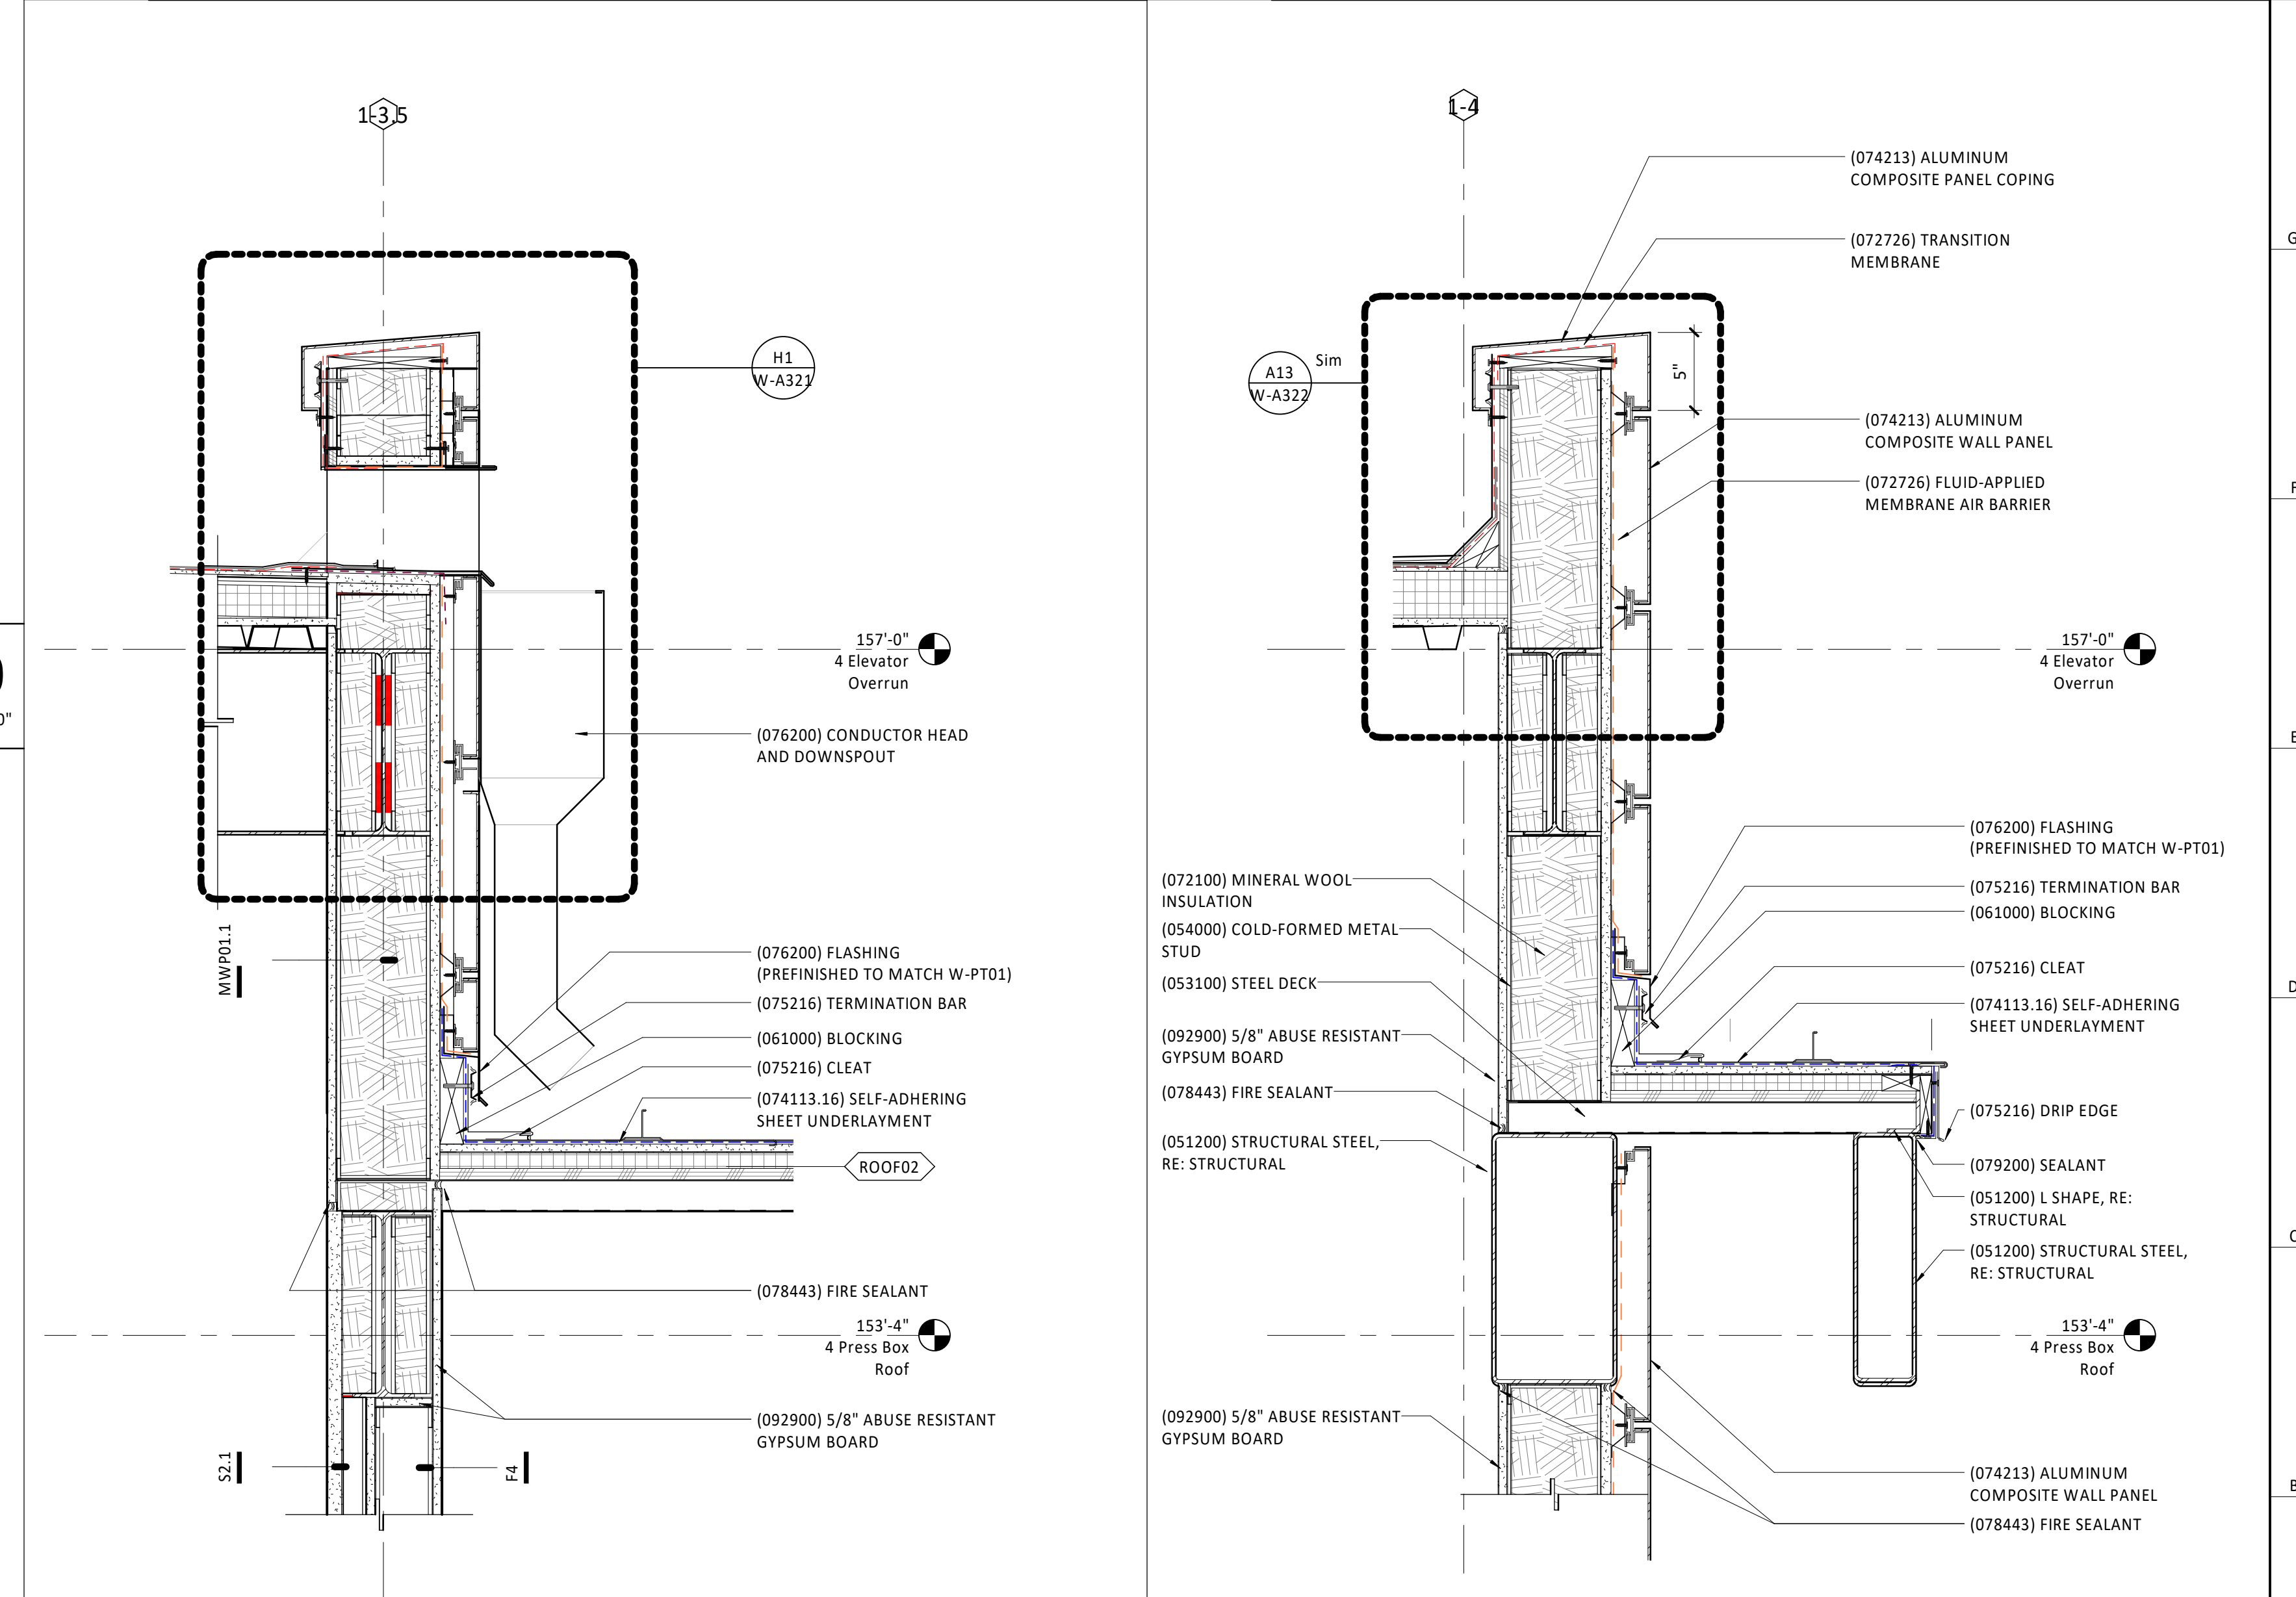 1-3.5
H1
W-A321
157'-0"
4 Elevator
Overrun
(076200) CONDUCTOR HEAD
AND DOWNSPOUT
MWP01.1
(076200) FLASHING
(PREFINISHED TO MATCH W-PT01)
(075216) TERMINATION BAR
(061000) BLOCKING
(075216) CLEAT
(074113.16) SELF-ADHERING
SHEET UNDERLAYMENT
ROOF02
(078443) FIRE SEALANT
153'-4"
4 Press Box
Roof
(092900) 5/8" ABUSE RESISTANT
GYPSUM BOARD
S2.1
F4
1-4
(074213) ALUMINUM
COMPOSITE PANEL COPING
(072726) TRANSITION
MEMBRANE
A13
W-A322
Sim
5"
(074213) ALUMINUM
COMPOSITE WALL PANEL
(072726) FLUID-APPLIED
MEMBRANE AIR BARRIER
157'-0"
4 Elevator
Overrun
(076200) FLASHING
(PREFINISHED TO MATCH W-PT01)
(075216) TERMINATION BAR
(061000) BLOCKING
(075216) CLEAT
(074113.16) SELF-ADHERING
SHEET UNDERLAYMENT
(072100) MINERAL WOOL
INSULATION
(054000) COLD-FORMED METAL
STUD
(053100) STEEL DECK
(092900) 5/8" ABUSE RESISTANT
GYPSUM BOARD
(078443) FIRE SEALANT
(051200) STRUCTURAL STEEL,
RE: STRUCTURAL
(075216) DRIP EDGE
(079200) SEALANT
(051200) L SHAPE, RE:
STRUCTURAL
(051200) STRUCTURAL STEEL,
RE: STRUCTURAL
153'-4"
4 Press Box
Roof
(092900) 5/8" ABUSE RESISTANT
GYPSUM BOARD
(074213) ALUMINUM
COMPOSITE WALL PANEL
(078443) FIRE SEALANT